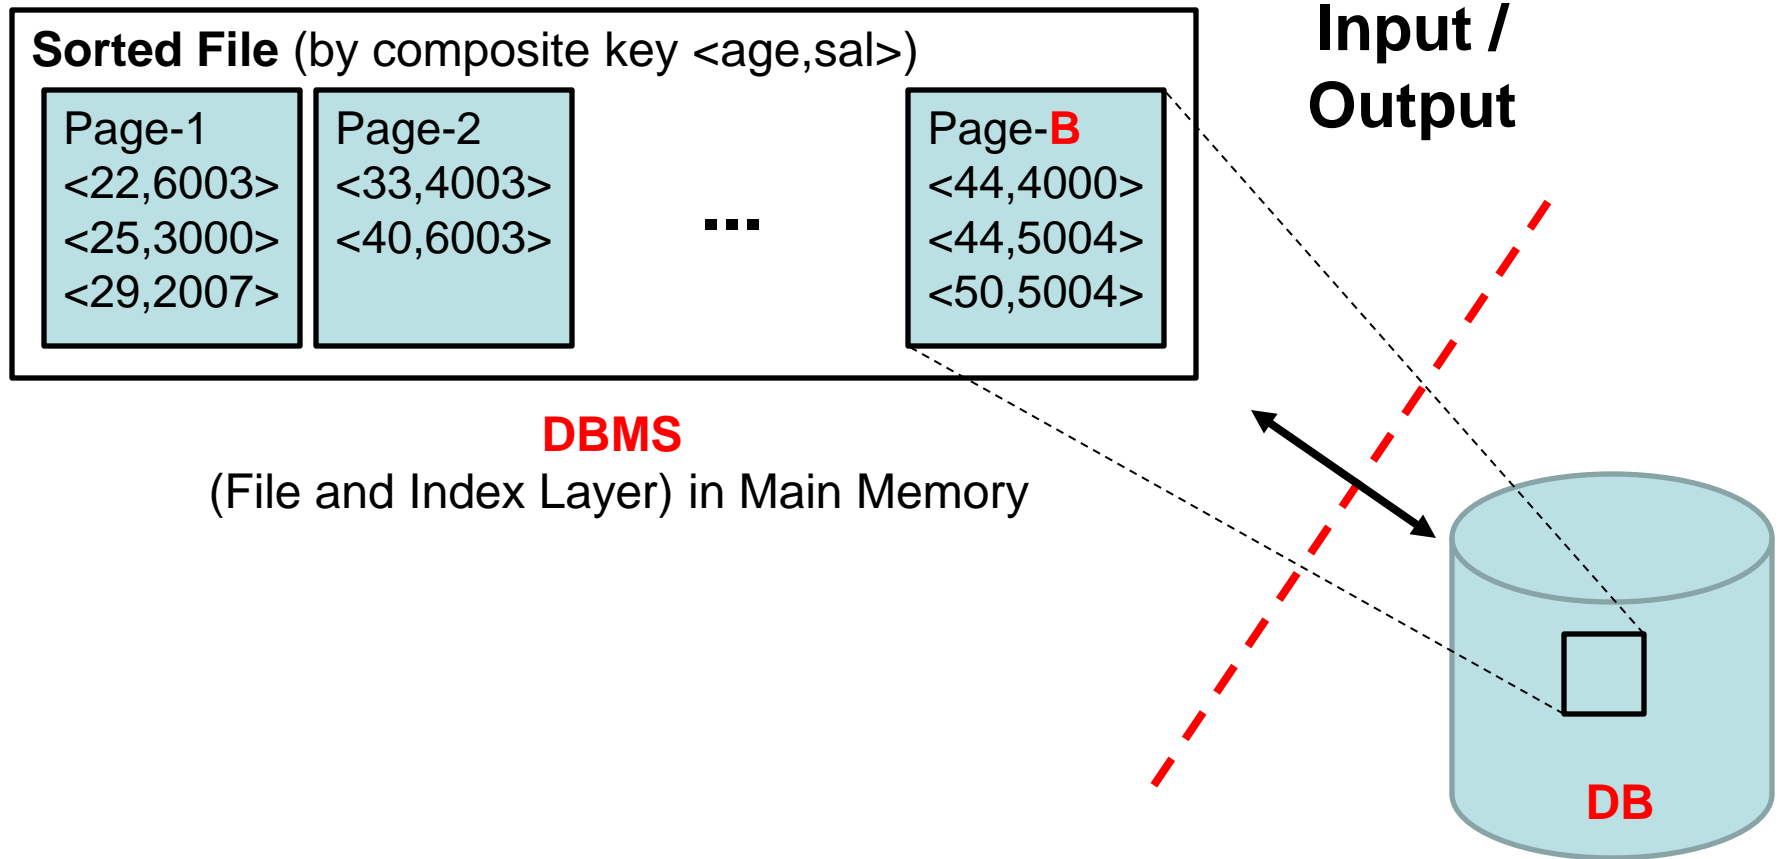 Sorted File (by composite key <age,sal>)
Page-1
<22,6003>
<25,3000>
<29,2007>
Page-2
<33,4003>
<40,6003>
...
Page-B
<44,4000>
<44,5004>
<50,5004>
Input /
Output
DBMS
(File and Index Layer) in Main Memory
DB